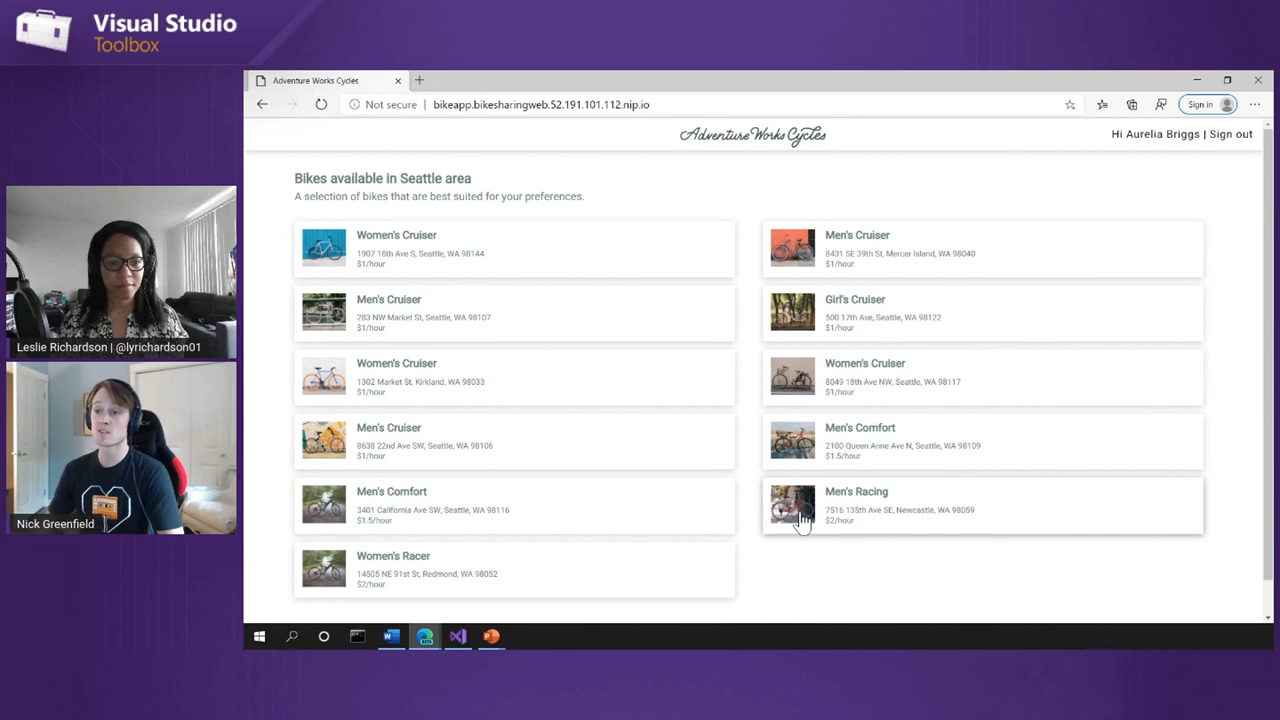 Visual Studio
Toolbox
Adventure Works Cycles
Not secure | bikeapp.bikesharingweb.52.191.101.112.nip.io
Sign in
Adventure Works Cycles
Hi Aurelia Briggs | Sign out
Bikes available in Seattle area
A selection of bikes that are best suited for your preferences.
Women's Cruiser
1907 18th Ave S, Seattle, WA 98144
$1/hour
Men's Cruiser
8431 SE 39th St, Mercer Island, WA 98040
$1/hour
Men's Cruiser
283 NW Market St, Seattle, WA 98107
$1/hour
Girl's Cruiser
500 17th Ave, Seattle, WA 98122
$1/hour
Women's Cruiser
1302 Market St, Kirkland, WA 98033
$1/hour
Women's Cruiser
8049 18th Ave NW, Seattle, WA 98117
$1/hour
Men's Cruiser
8638 22nd Ave SW, Seattle, WA 98106
$1/hour
Men's Comfort
2100 Queen Anne Ave N, Seattle, WA 98109
$1.5/hour
Men's Comfort
3401 California Ave SW, Seattle, WA 98116
$1.5/hour
Men's Racing
7516 135th Ave SE, Newcastle, WA 98059
$2/hour
Women's Racer
14505 NE 91st St, Redmond, WA 98052
$2/hour
Leslie Richardson | @lyrichardson01
Nick Greenfield